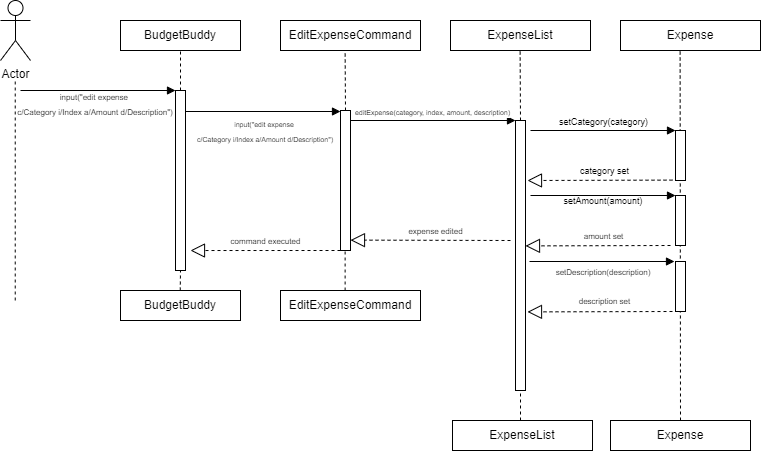 BudgetBuddy
EditExpenseCommand
ExpenseList
Expense
Actor
input("edit expense
c/Category i/Index a/Amount d/Description")
input("edit expense
c/Category i/Index a/Amount d/Description")
editExpense(category, index, amount, description)
setCategory(category)
category set
setAmount(amount)
amount set
expense edited
command executed
setDescription(description)
description set
BudgetBuddy
EditExpenseCommand
ExpenseList
Expense